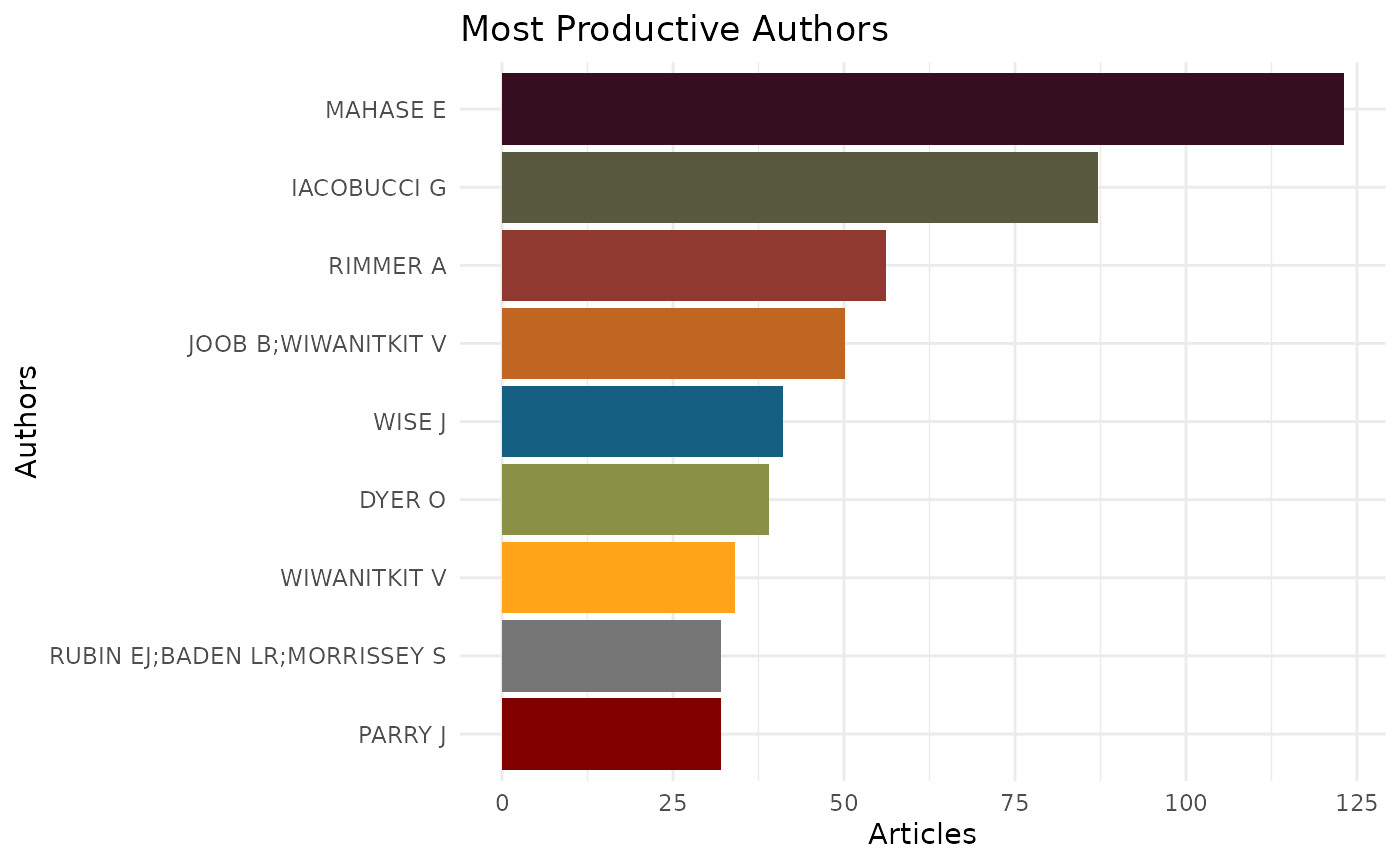 Most Productive Authors
Authors
MAHASE E
IACOBUCCI G
RIMMER A
JOOB B;WIWANITKIT V
WISE J
DYER O
WIWANITKIT V
RUBIN EJ;BADEN LR;MORRISSEY S
PARRY J
0 25 50 75 100 125
Articles